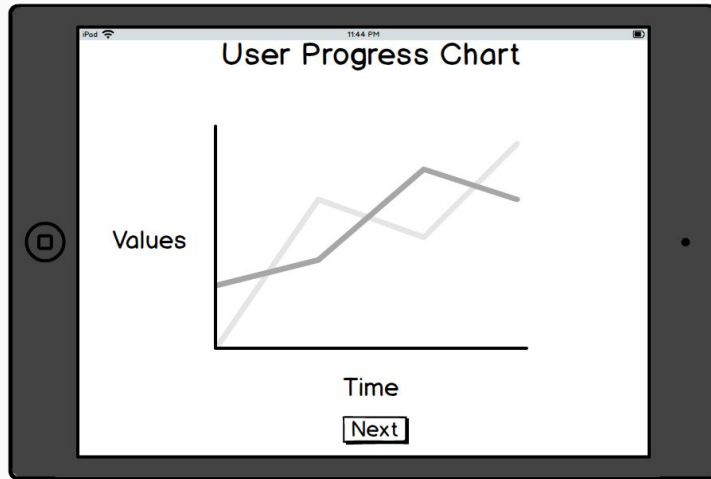 iPad 11:44 PM
User Progress Chart
Values
Time
Next